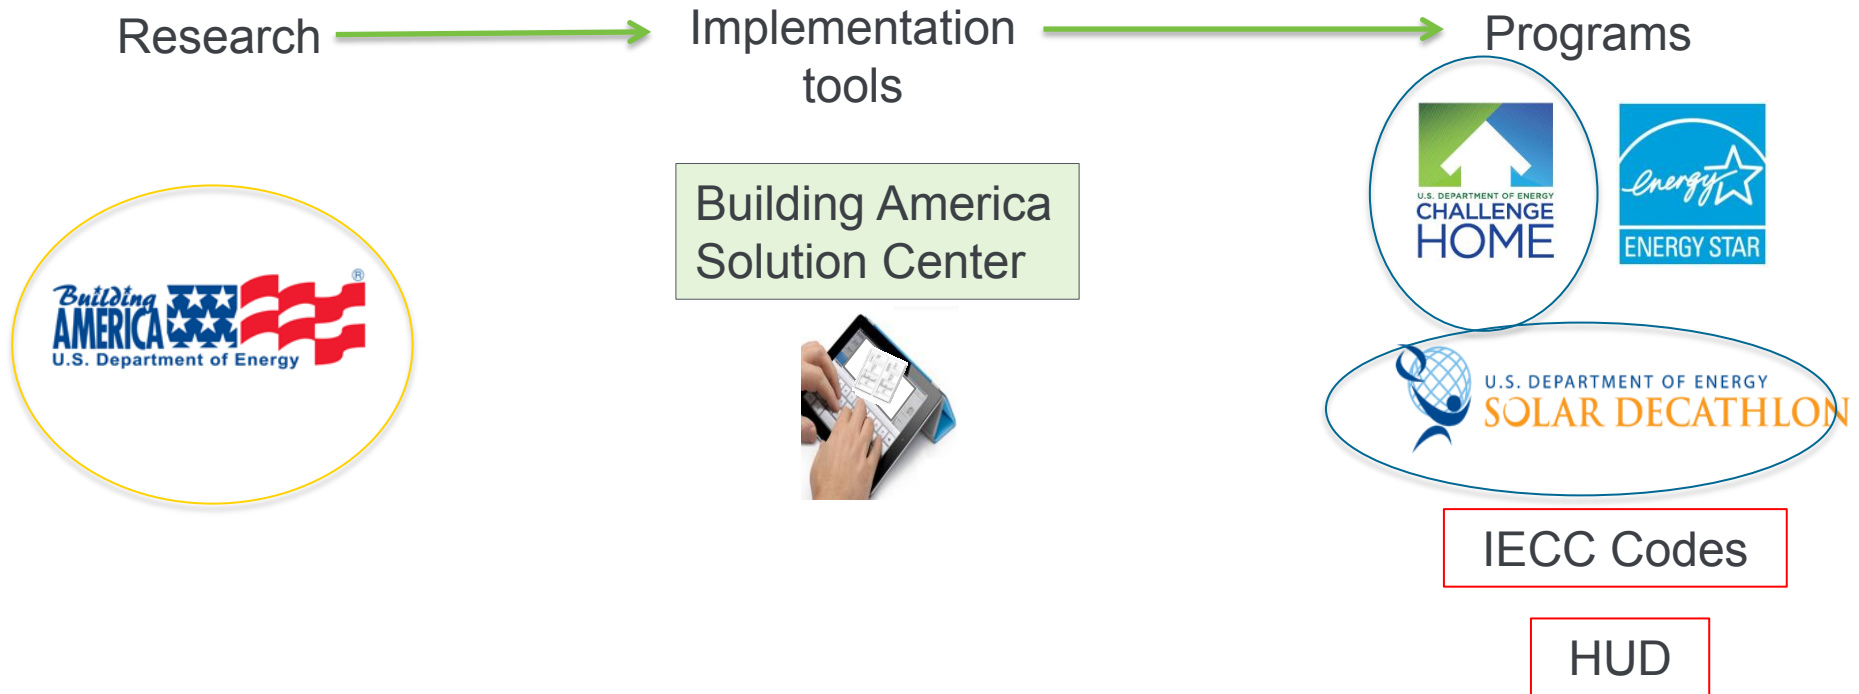 Research
Implementation
tools
Programs
Building
AMERICA
®
U.S. Department of Energy
Building America
Solution Center
U.S. DEPARTMENT OF ENERGY
CHALLENGE
HOME
energy
ENERGY STAR
U.S. DEPARTMENT OF ENERGY
SOLAR DECATHLON
IECC Codes
HUD